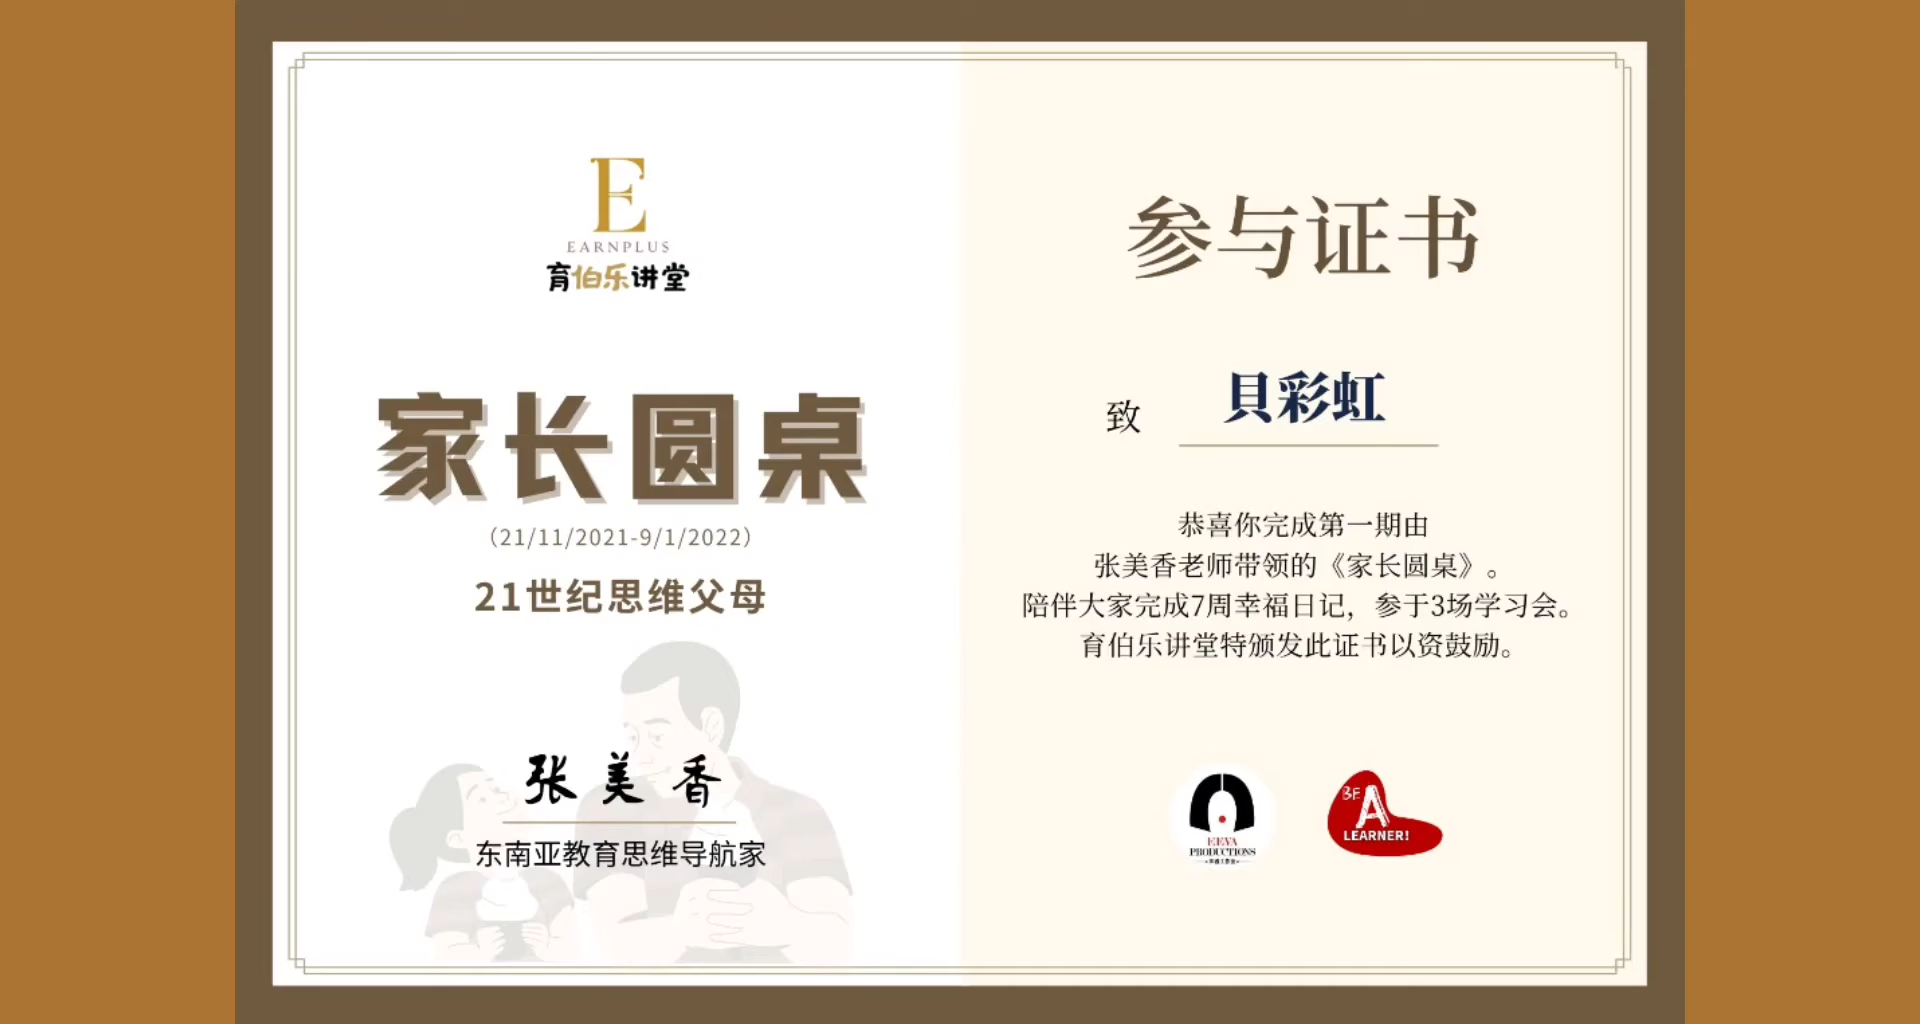 E
EARNPLUS
育伯乐讲堂
家长圆桌
(21/11/2021-9/1/2022)
21世纪思维父母
张美香
东南亚教育思维导航家
参与证书
致 貝彩虹
恭喜你完成第一期由
张美香老师带领的《家长圆桌》。
陪伴大家完成7周幸福日记，参于3场学习会。
育伯乐讲堂特颁发此证书以资鼓励。
EEVA
PRODUCTIONS
BE
A
LEARNER!